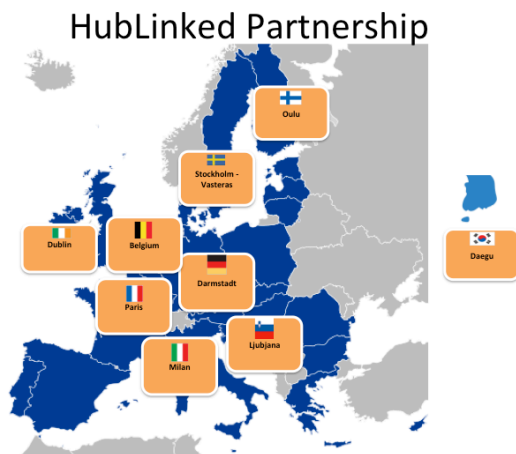 HubLinked Partnership
Oulu
Stockholm -
Vasteras
Dublin
Belgium
Darmstadt
Daegu
Paris
Ljubjana
Milan